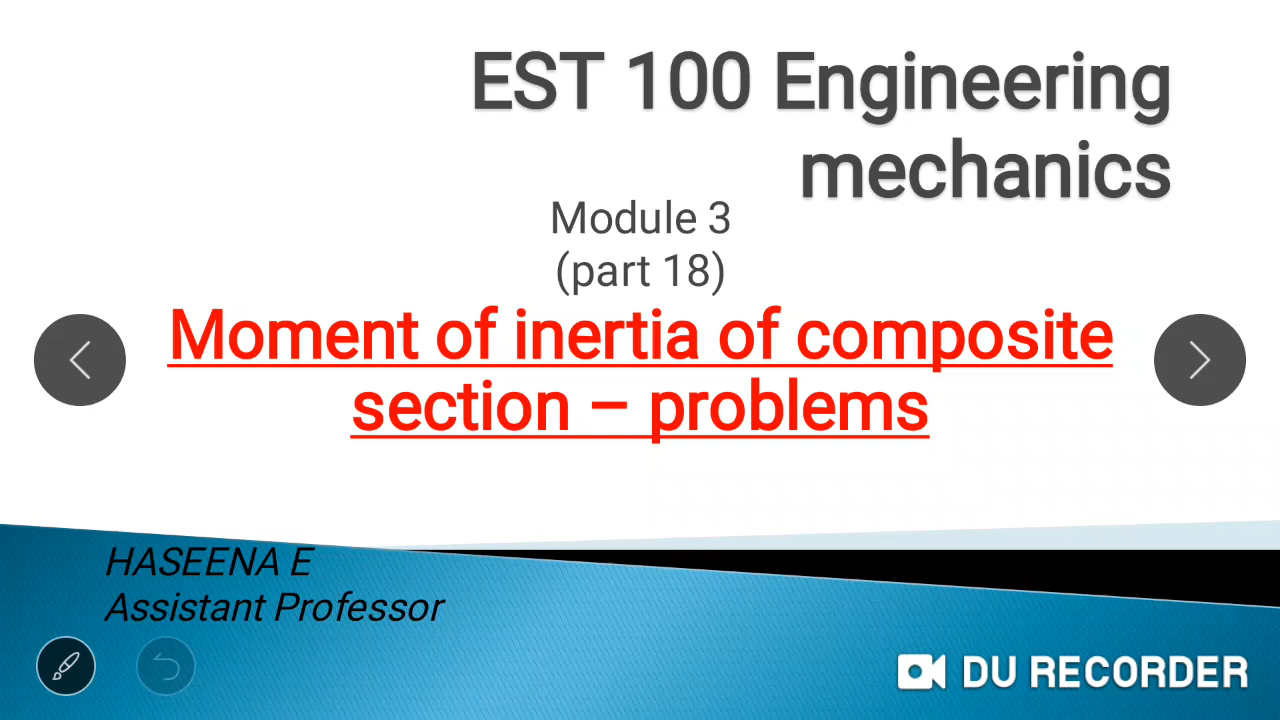 EST 100 Engineering
mechanics
Module 3
(part 18)
Moment of inertia of composite
section – problems
HASEENA E
Assistant Professor
DU RECORDER